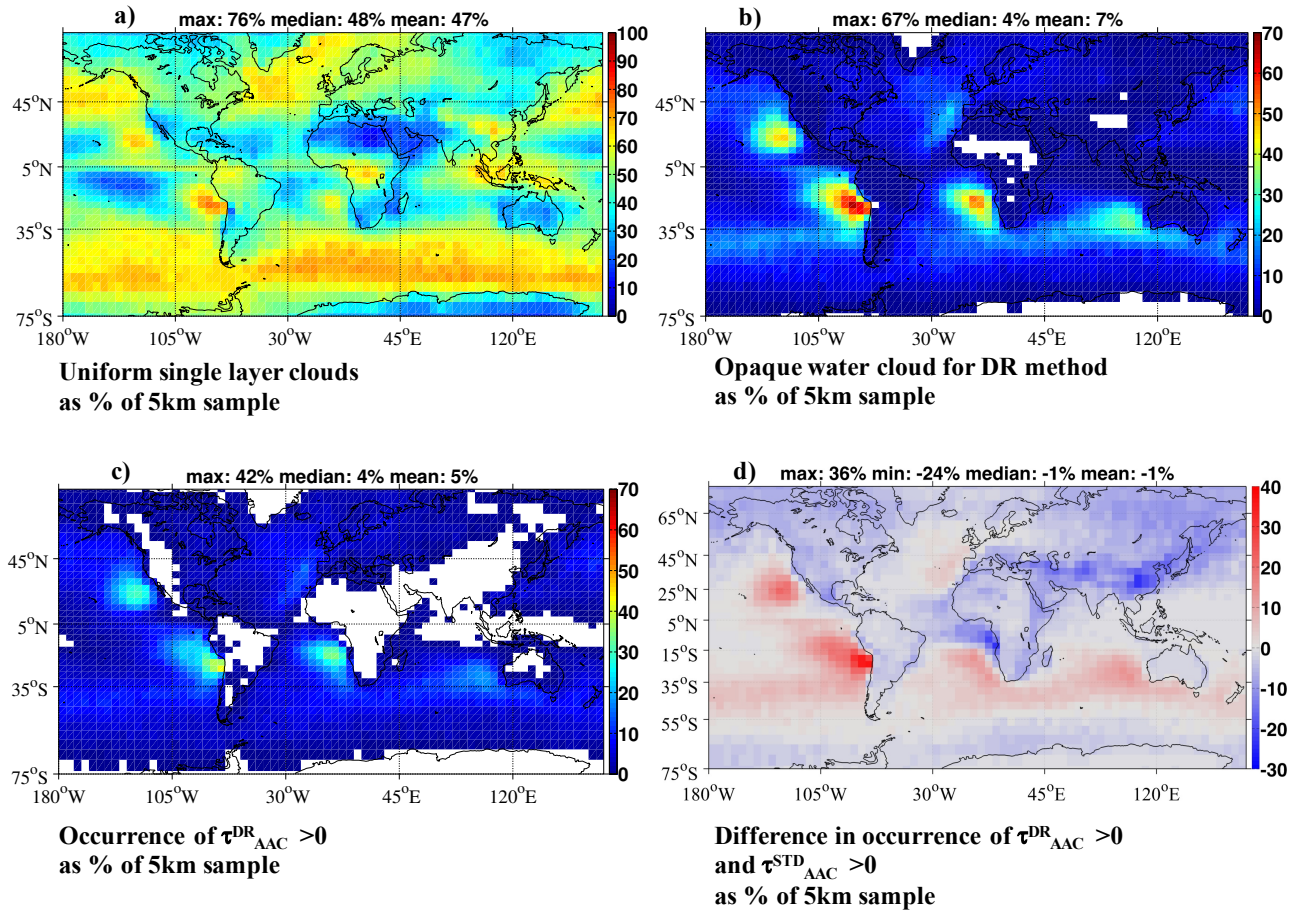 a)
max: 76% median: 48% mean: 47%
45°N
5°N
35°S
75°S
180°W 105°W 30°W 45°E 120°E
100
90
80
70
60
50
40
30
20
10
0
Uniform single layer clouds
as % of 5km sample
b)
max: 67% median: 4% mean: 7%
45°N
5°N
35°S
75°S
180°W 105°W 30°W 45°E 120°E
70
60
50
40
30
20
10
0
Opaque water cloud for DR method
as % of 5km sample
c)
max: 42% median: 4% mean: 5%
45°N
5°N
35°S
75°S
180°W 105°W 30°W 45°E 120°E
70
60
50
40
30
20
10
0
Occurrence of τ^DR_AAC >0
as % of 5km sample
d)
max: 36% min: -24% median: -1% mean: -1%
65°N
45°N
25°N
5°N
15°S
35°S
55°S
75°S
180°W 105°W 30°W 45°E 120°E
40
30
20
10
0
-10
-20
-30
Difference in occurrence of τ^DR_AAC >0
and τ^STD_AAC >0
as % of 5km sample